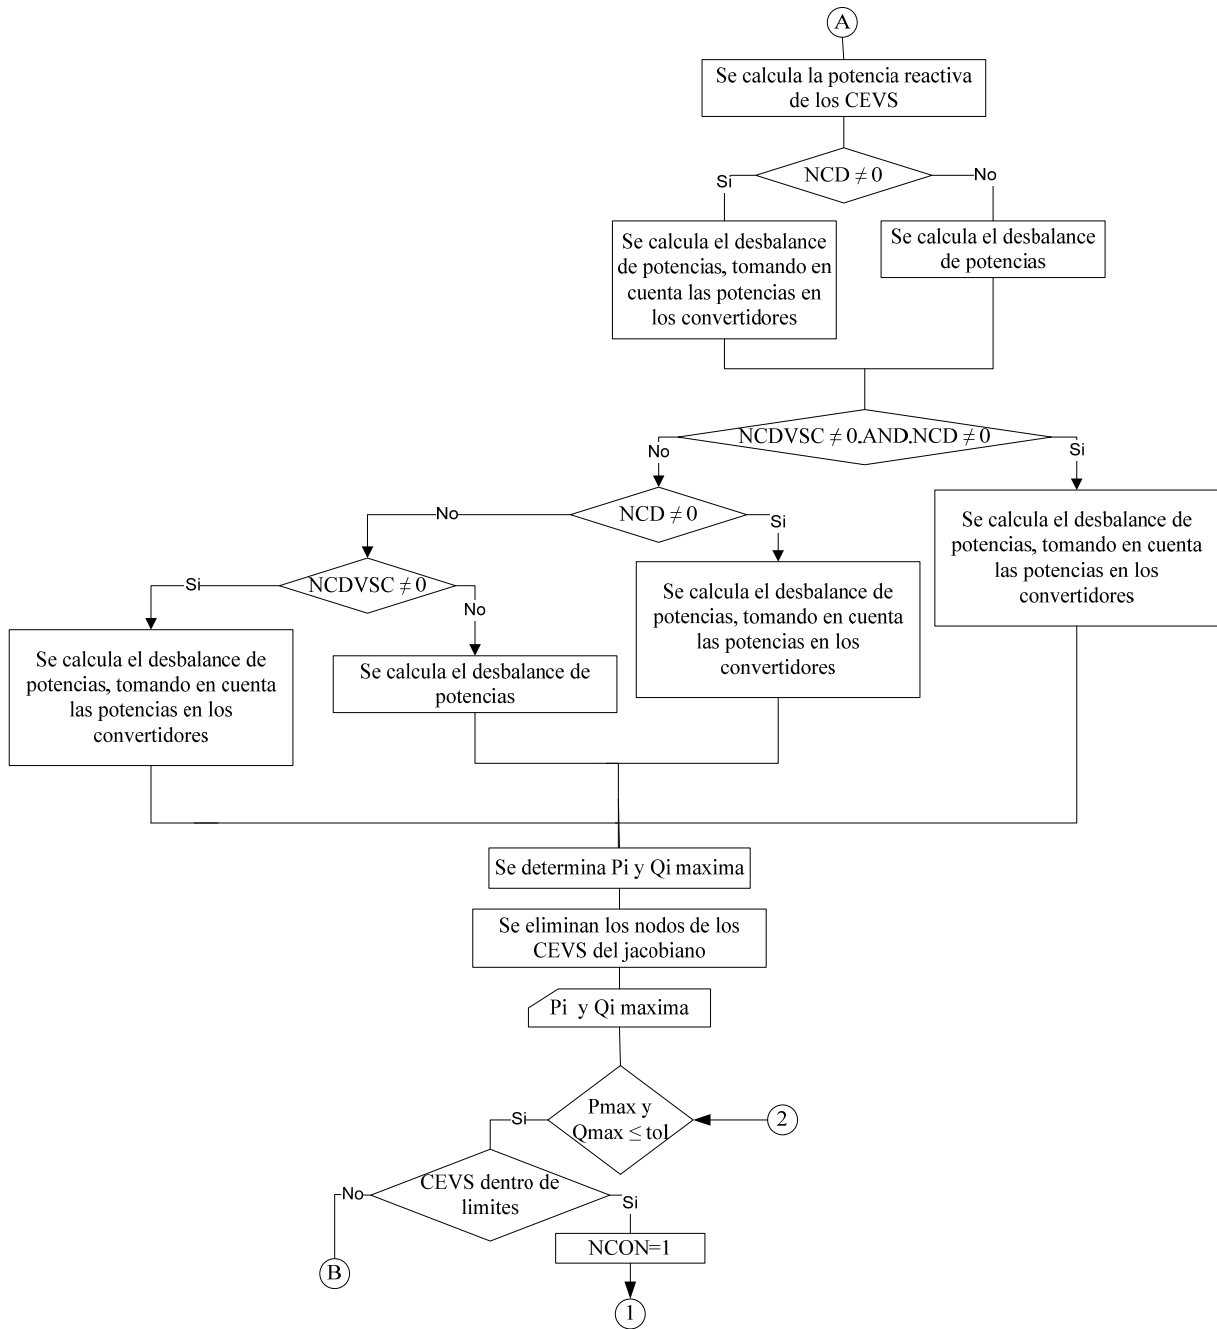 A
Se calcula la potencia reactiva
de los CEVS
NCD ≠ 0
Si
No
Se calcula el desbalance
de potencias, tomando en
cuenta las potencias en
los convertidores
Se calcula el desbalance
de potencias
NCDVSC ≠ 0.AND.NCD ≠ 0
No
Si
NCD ≠ 0
No
Si
Se calcula el desbalance de
potencias, tomando en cuenta
las potencias en los
convertidores
NCDVSC ≠ 0
Si
No
Se calcula el desbalance de
potencias, tomando en cuenta
las potencias en los
convertidores
Se calcula el desbalance de
potencias, tomando en cuenta
las potencias en los
convertidores
Se calcula el desbalance de
potencias
Se determina Pi y Qi maxima
Se eliminan los nodos de los
CEVS del jacobiano
Pi y Qi maxima
Pmax y
Qmax ≤ tol
Si
2
CEVS dentro de
limites
No
Si
NCON=1
B
1